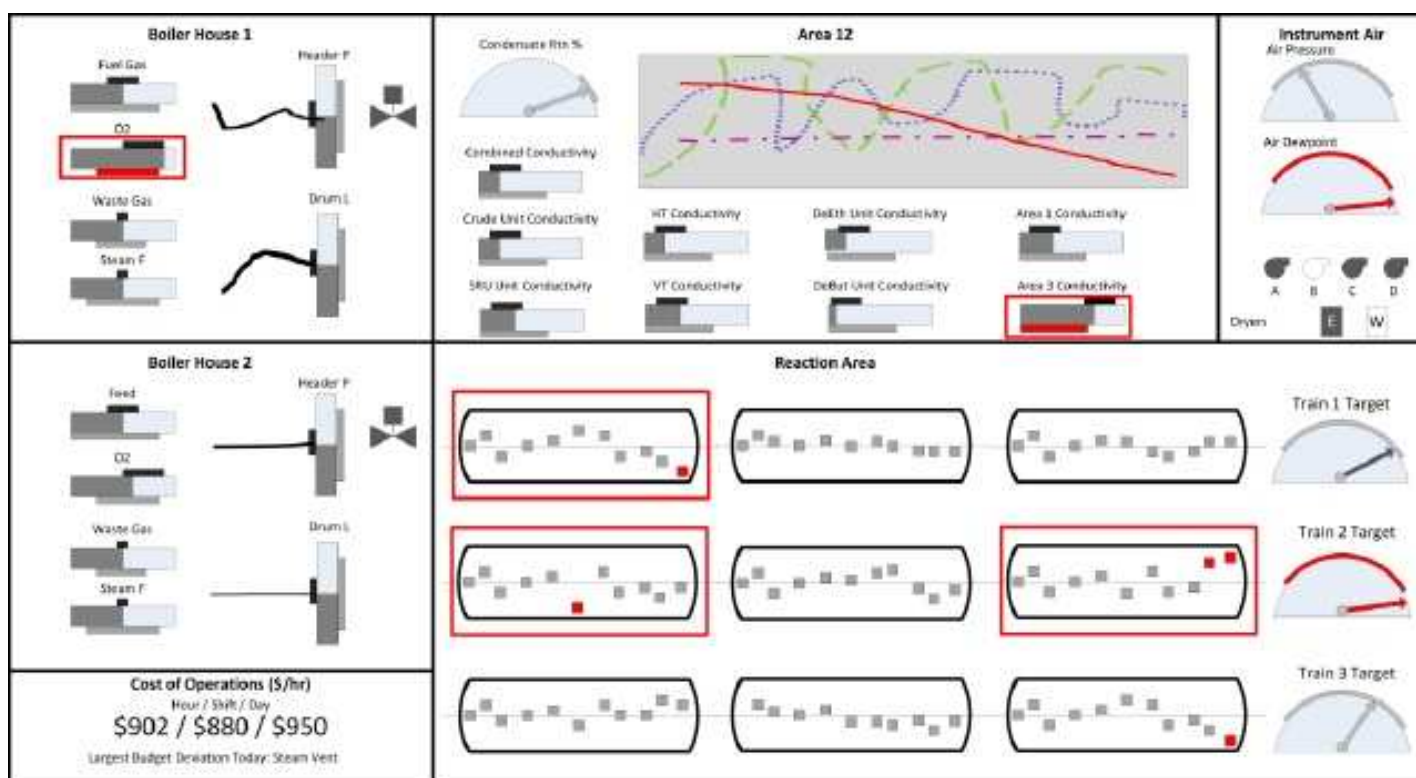 Boiler House 1
Fuel Gas
Header P
O2
Waste Gas
Drum L
Steam F
Area 12
Condensate Rtn %
Combined Conductivity
Crude Unit Conductivity
HT Conductivity
DeEth Unit Conductivity
Area 1 Conductivity
SRU Unit Conductivity
VT Conductivity
DeBut Unit Conductivity
Area 3 Conductivity
Instrument Air
Air Pressure
Air Dewpoint
A B C D
Dryers E W
Boiler House 2
Feed
Header P
O2
Waste Gas
Drum L
Steam F
Reaction Area
Train 1 Target
Train 2 Target
Train 3 Target
Cost of Operations ($/hr)
Hour / Shift / Day
$902 / $880 / $950
Largest Budget Deviation Today: Steam Vent